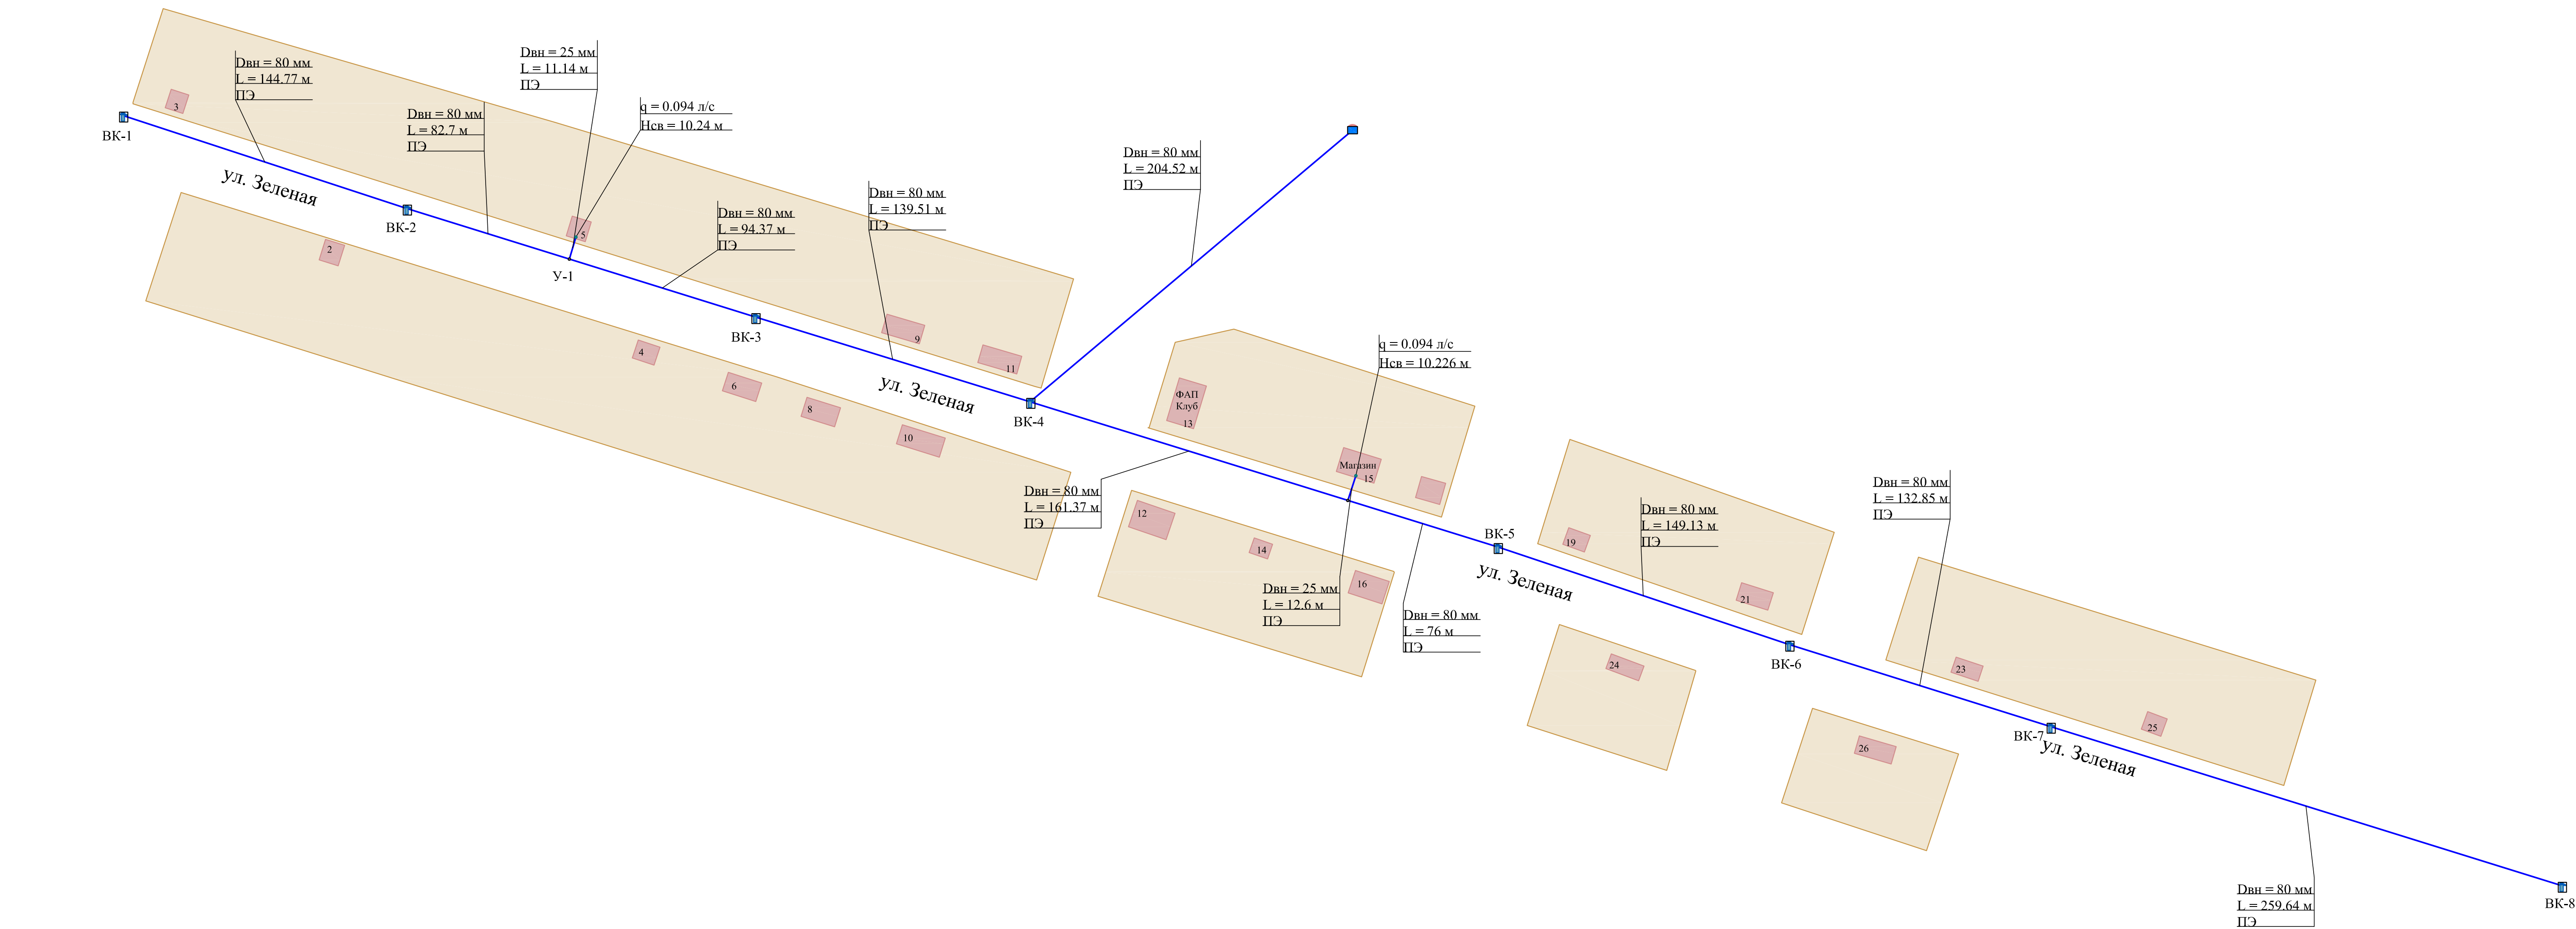 Dвн = 80 мм
L = 144.77 м
ПЭ
3
ВК-1
ул. Зеленая
Dвн = 80 мм
L = 82.7 м
ПЭ
Dвн = 25 мм
L = 11.14 м
ПЭ
q = 0.094 л/с
Hсв = 10.24 м
ВК-2
2
5
У-1
Dвн = 80 мм
L = 94.37 м
ПЭ
Dвн = 80 мм
L = 139.51 м
ПЭ
Dвн = 80 мм
L = 204.52 м
ПЭ
ВК-3
4
6
8
10
9
11
ул. Зеленая
ВК-4
ФАП
Клуб
13
q = 0.094 л/с
Hсв = 10.226 м
Магазин
15
Dвн = 80 мм
L = 161.37 м
ПЭ
12
14
16
Dвн = 25 мм
L = 12.6 м
ПЭ
Dвн = 80 мм
L = 76 м
ПЭ
ВК-5
ул. Зеленая
19
Dвн = 80 мм
L = 149.13 м
ПЭ
21
24
ВК-6
Dвн = 80 мм
L = 132.85 м
ПЭ
23
25
26
ВК-7
ул. Зеленая
Dвн = 80 мм
L = 259.64 м
ПЭ
ВК-8